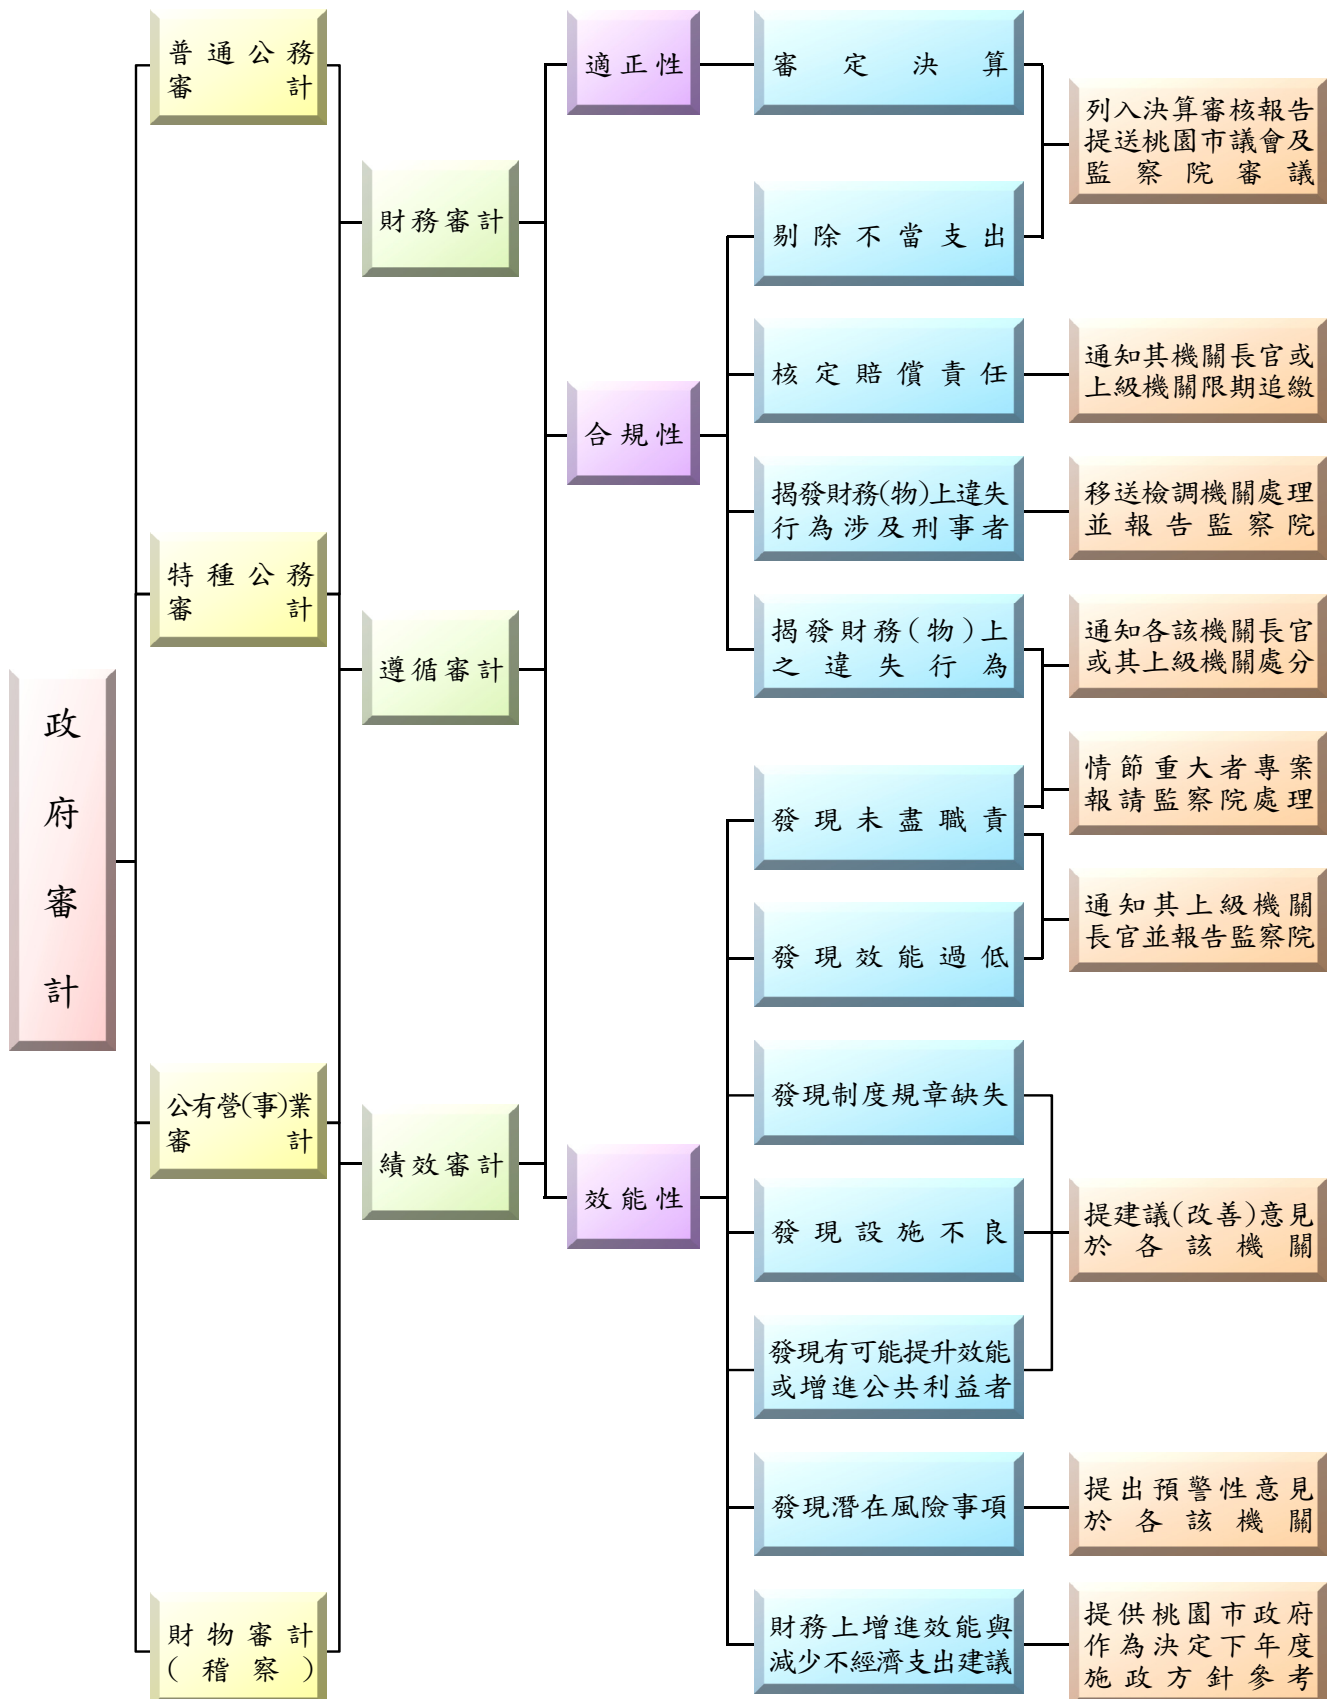 政府審計
普通公務
審計
特種公務
審計
公有營(事)業
審計
財物審計
(稽察)
財務審計
遵循審計
績效審計
適正性
合規性
效能性
審定決算
剔除不當支出
核定賠償責任
揭發財務(物)上違失
行為涉及刑事者
揭發財務(物)上
之違失行為
發現未盡職責
發現效能過低
發現制度規章缺失
發現設施不良
發現有可能提升效能
或增進公共利益者
發現潛在風險事項
財務上增進效能與
減少不經濟支出建議
列入決算審核報告
提送桃園市議會及
監察院審議
通知其機關長官或
上級機關限期追繳
移送檢調機關處理
並報告監察院
通知各該機關長官
或其上級機關處分
情節重大者專案
報請監察院處理
通知其上級機關
長官並報告監察院
提建議(改善)意見
於各該機關
提出預警性意見
於各該機關
提供桃園市政府
作為決定下年度
施政方針參考